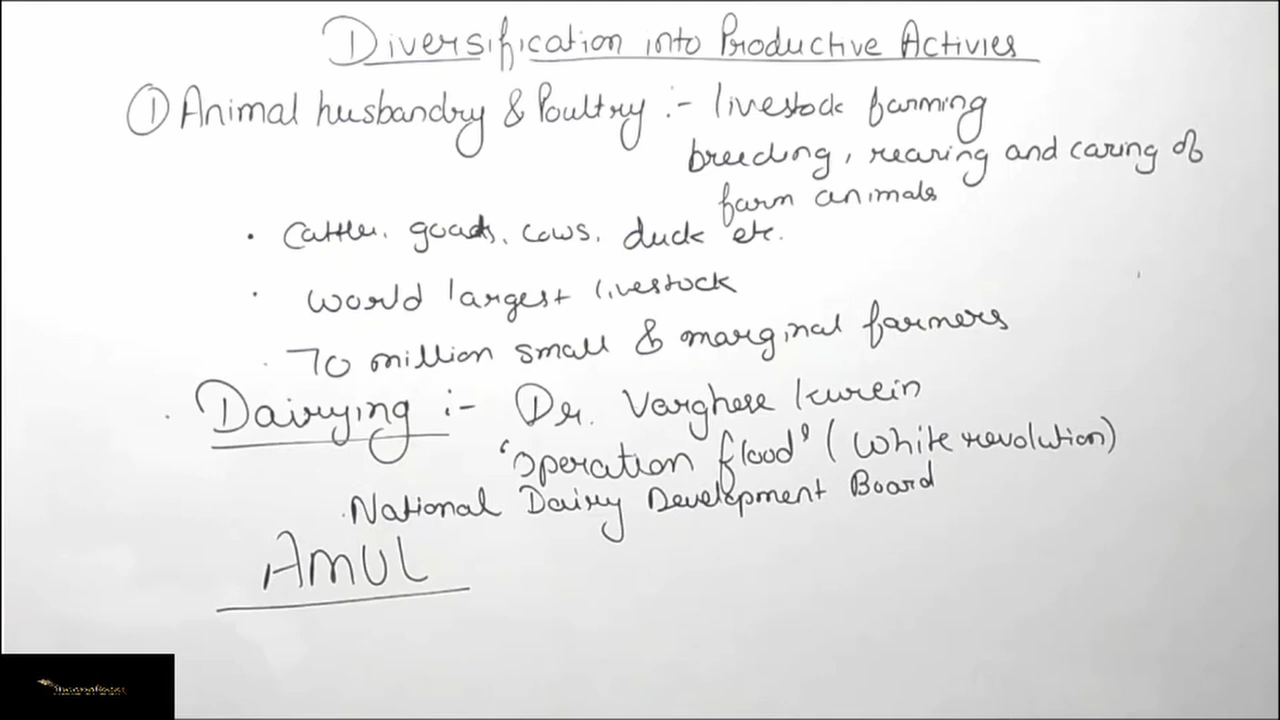 Diversification into Productive Activies
① Animal husbandry & Poultry :- livestock farming
breeding, rearing and caring of
farm animals
• Cattle, goads, cows, duck etc.
• World largest livestock
• 70 million small & marginal farmers
• Dairying :- Dr. Varghese kurein
'operation flood' (White revolution)
• National Dairy Development Board
AMUL